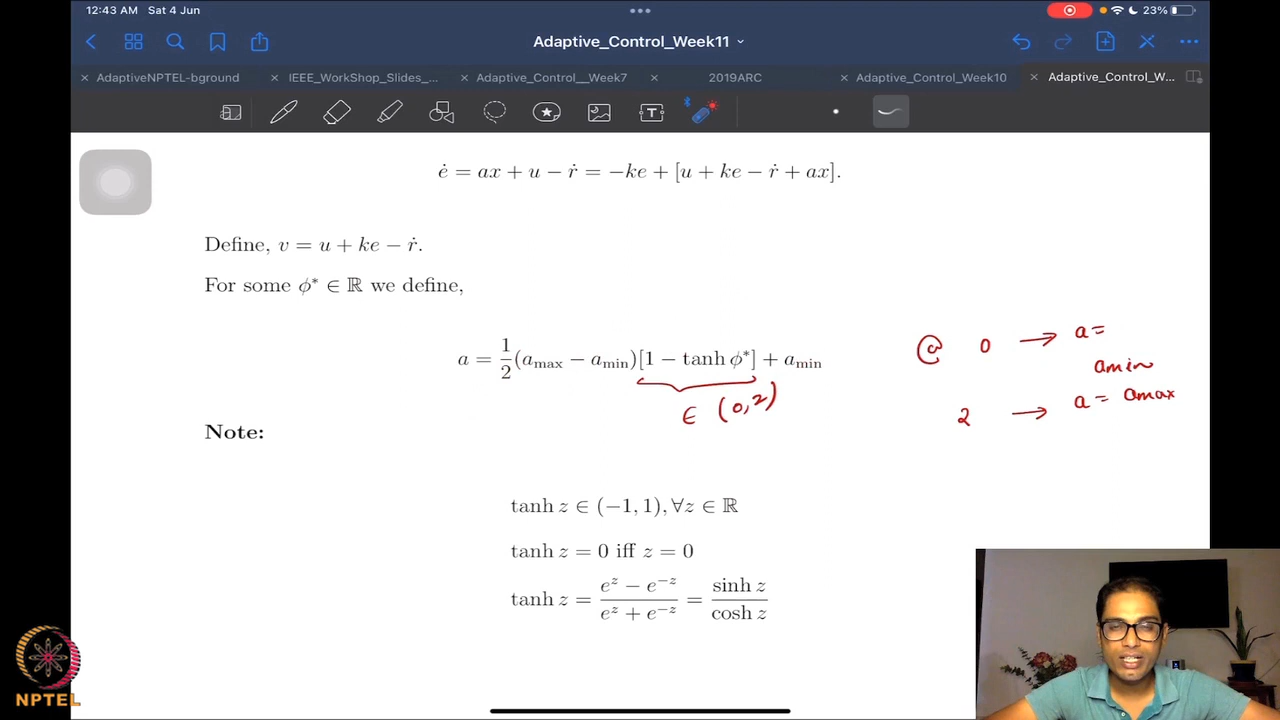 12:43 AM Sat 4 Jun
23%
Adaptive_Control_Week11
AdaptiveNPTEL-bground
IEEE_WorkShop_Slides_...
Adaptive_Control__Week7
2019ARC
Adaptive_Control_Week10
Adaptive_Control_W...
ė = ax + u − ṙ = −ke + [u + ke − ṙ + ax].
Define, v = u + ke − ṙ.
For some ϕ* ∈ ℝ we define,
a = 1/2 (a_max − a_min)[1 − tanh ϕ*] + a_min
∈ (0, 2)
@ 0 → a =
amin
2 → a = amax
Note:
tanh z ∈ (−1, 1), ∀z ∈ ℝ
tanh z = 0 iff z = 0
tanh z = (e^z − e^{−z})/(e^z + e^{−z}) = sinh z/cosh z
NPTEL